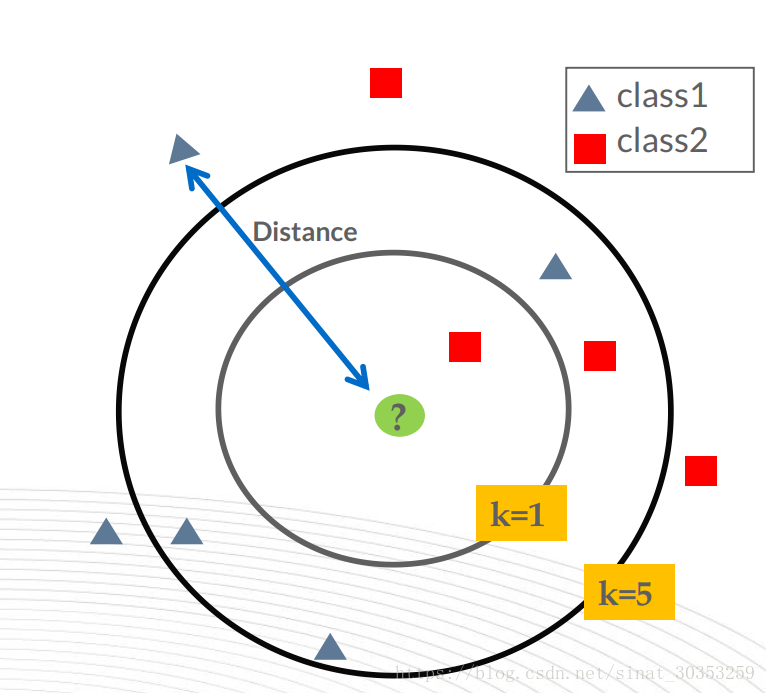 class1
class2
Distance
?
k=1
k=5
https://blog.csdn.net/sinat_30353259